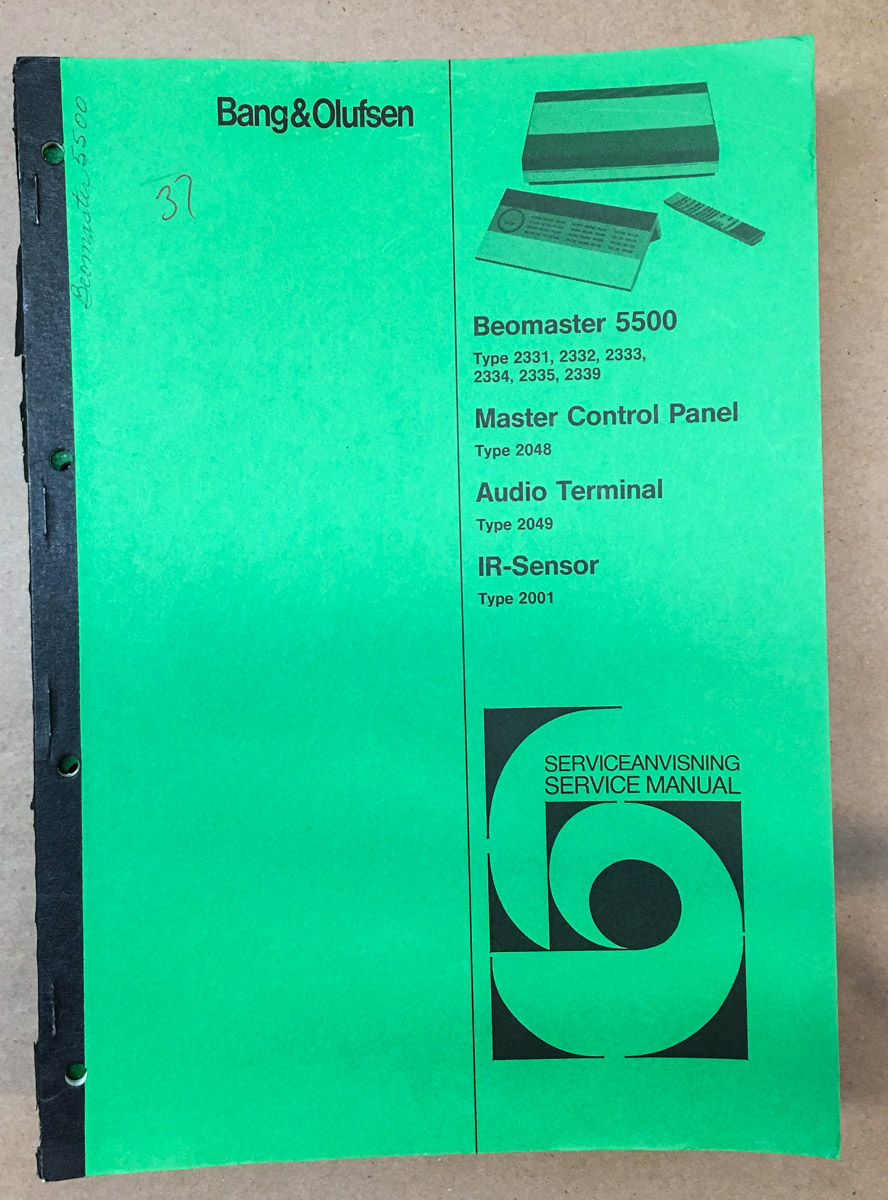 Bang&Olufsen
Beomaster 5500
37
Beomaster 5500
Type 2331, 2332, 2333,
2334, 2335, 2339
Master Control Panel
Type 2048
Audio Terminal
Type 2049
IR-Sensor
Type 2001
SERVICEANVISNING
SERVICE MANUAL